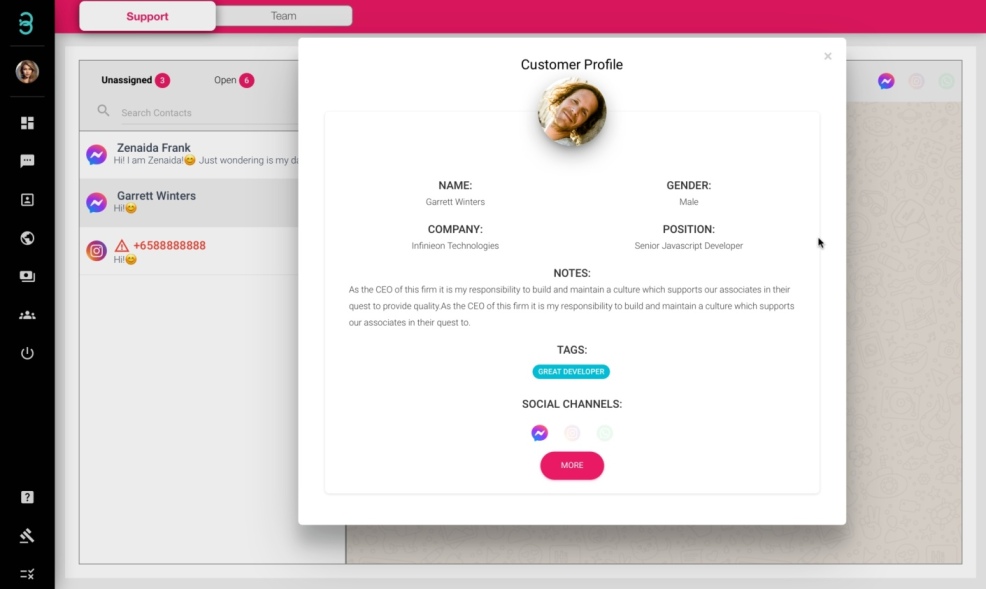 Support
Team
Unassigned 3
Open 6
Search Contacts
Zenaida Frank
Hi! I am Zenaida!😊 Just wondering is my da
Garrett Winters
Hi!😊
+6588888888
Hi!😊
Customer Profile
×
NAME:
Garrett Winters
GENDER:
Male
COMPANY:
Infinieon Technologies
POSITION:
Senior Javascript Developer
NOTES:
As the CEO of this firm it is my responsibility to build and maintain a culture which supports our associates in their
quest to provide quality.As the CEO of this firm it is my responsibility to build and maintain a culture which supports
our associates in their quest to.
TAGS:
GREAT DEVELOPER
SOCIAL CHANNELS:
MORE